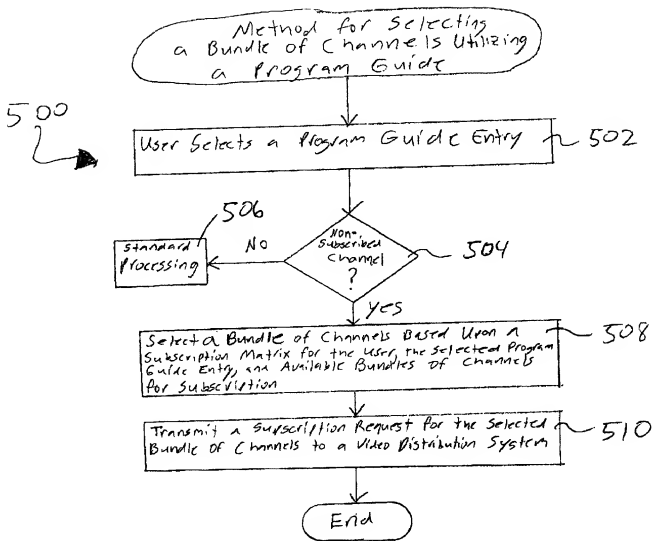 Method for Selecting
a Bundle of Channels Utilizing
a Program Guide
500
User Selects a Program Guide Entry
502
506
Standard
Processing
No
Non-
Subscribed
Channel
?
504
yes
Select a Bundle of Channels Based Upon a
Subscription Matrix for the User, the Selected Program
Guide Entry, and Available Bundles of Channels
for Subscription
508
Transmit a Subscription Request for the Selected
Bundle of Channels to a Video Distribution System
510
End